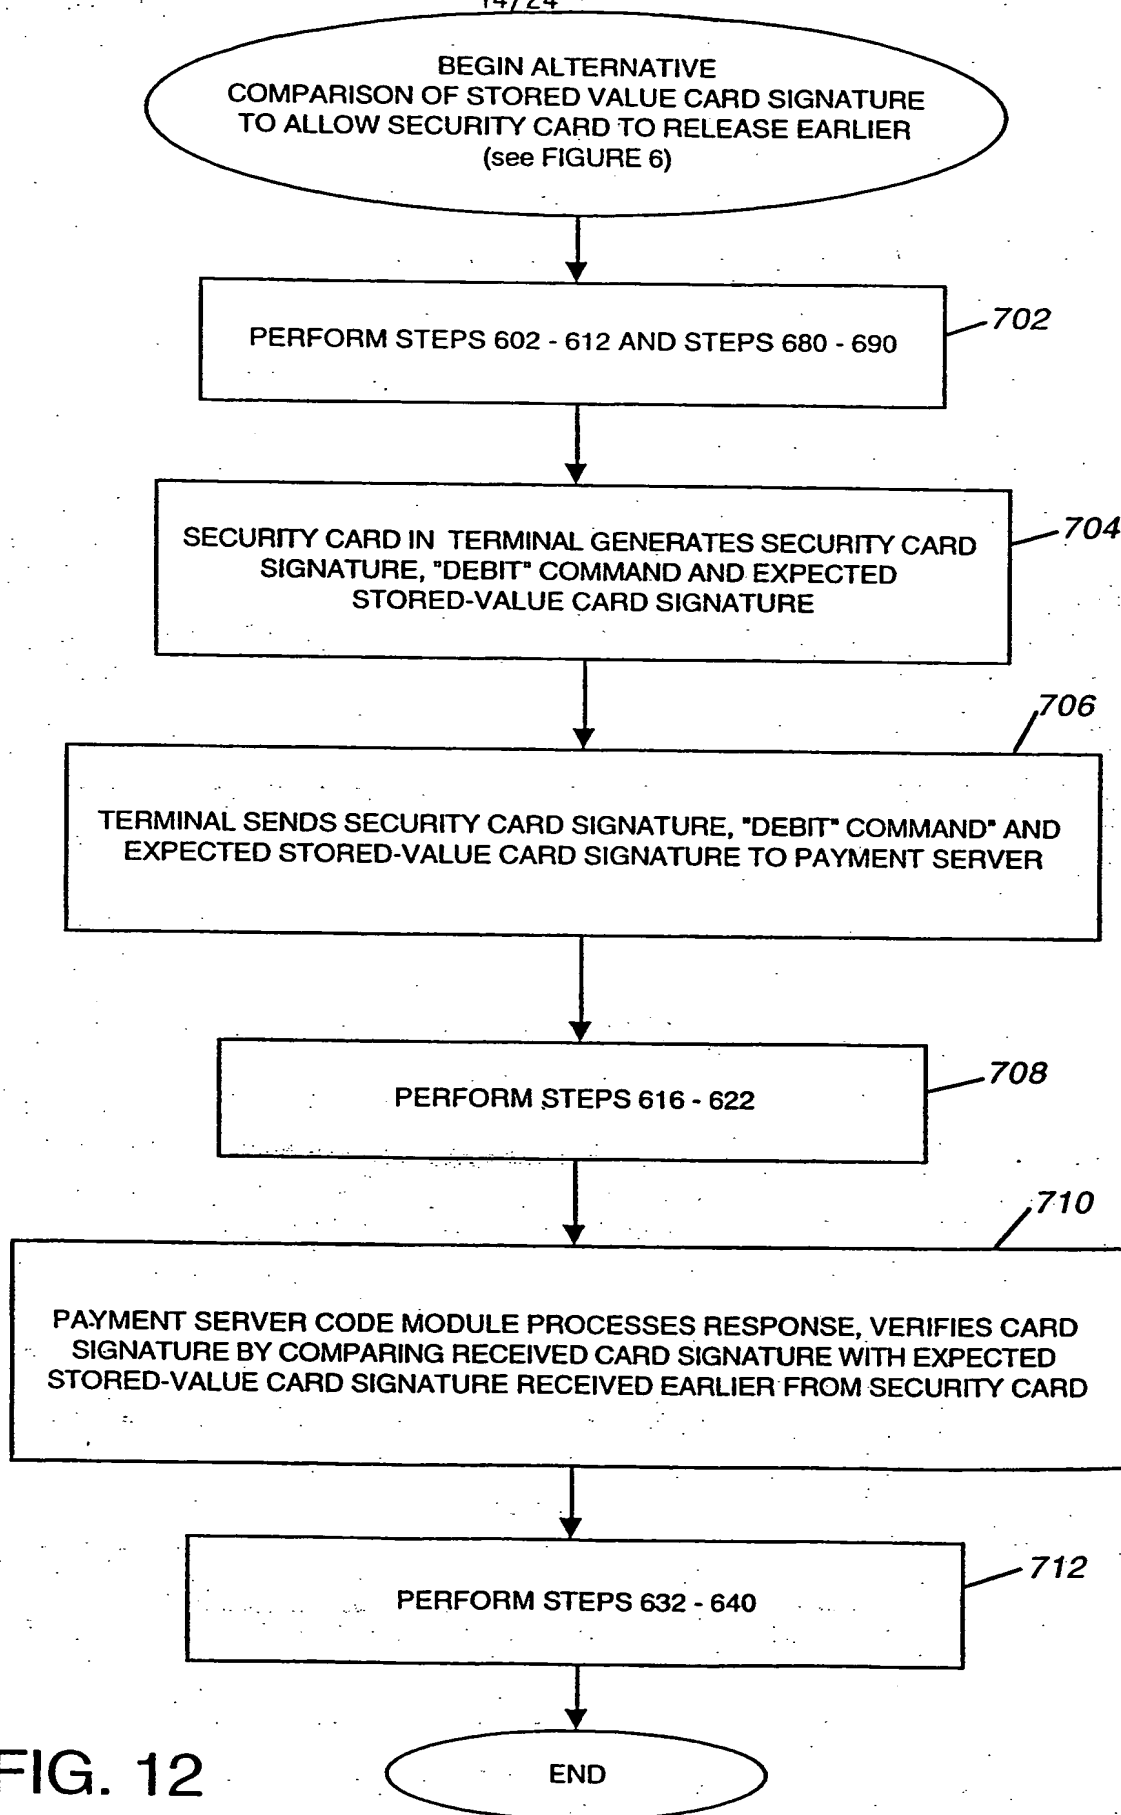 14/24
BEGIN ALTERNATIVE
COMPARISON OF STORED VALUE CARD SIGNATURE
TO ALLOW SECURITY CARD TO RELEASE EARLIER
(see FIGURE 6)
PERFORM STEPS 602 - 612 AND STEPS 680 - 690
702
SECURITY CARD IN TERMINAL GENERATES SECURITY CARD
SIGNATURE, "DEBIT" COMMAND AND EXPECTED
STORED-VALUE CARD SIGNATURE
704
706
TERMINAL SENDS SECURITY CARD SIGNATURE, "DEBIT" COMMAND" AND
EXPECTED STORED-VALUE CARD SIGNATURE TO PAYMENT SERVER
PERFORM STEPS 616 - 622
708
710
PAYMENT SERVER CODE MODULE PROCESSES RESPONSE, VERIFIES CARD
SIGNATURE BY COMPARING RECEIVED CARD SIGNATURE WITH EXPECTED
STORED-VALUE CARD SIGNATURE RECEIVED EARLIER FROM SECURITY CARD
PERFORM STEPS 632 - 640
712
END
FIG. 12